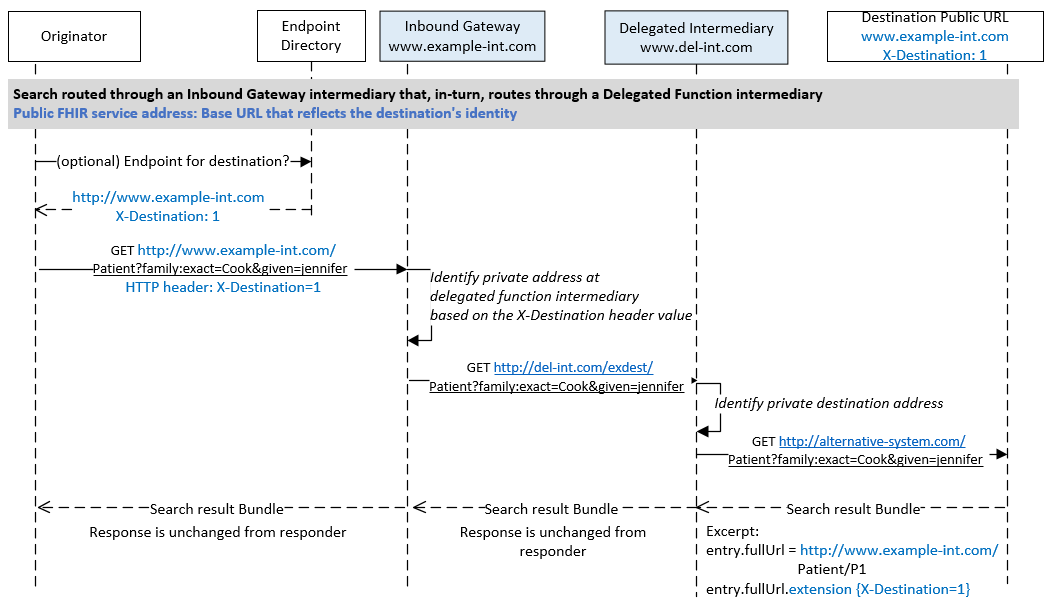 Originator
Endpoint
Directory
Inbound Gateway
www.example-int.com
Delegated Intermediary
www.del-int.com
Destination Public URL
www.example-int.com
X-Destination: 1
Search routed through an Inbound Gateway intermediary that, in-turn, routes through a Delegated Function intermediary
Public FHIR service address: Base URL that reflects the destination's identity
(optional) Endpoint for destination?
http://www.example-int.com
X-Destination: 1
GET http://www.example-int.com/
Patient?family:exact=Cook&given=jennifer
HTTP header: X-Destination=1
Identify private address at
delegated function intermediary
based on the X-Destination header value
GET http://del-int.com/exdest/
Patient?family:exact=Cook&given=jennifer
Identify private destination address
GET http://alternative-system.com/
Patient?family:exact=Cook&given=jennifer
Search result Bundle
Response is unchanged from responder
Search result Bundle
Response is unchanged from
responder
Search result Bundle
Excerpt:
entry.fullUrl = http://www.example-int.com/
Patient/P1
entry.fullUrl.extension {X-Destination=1}